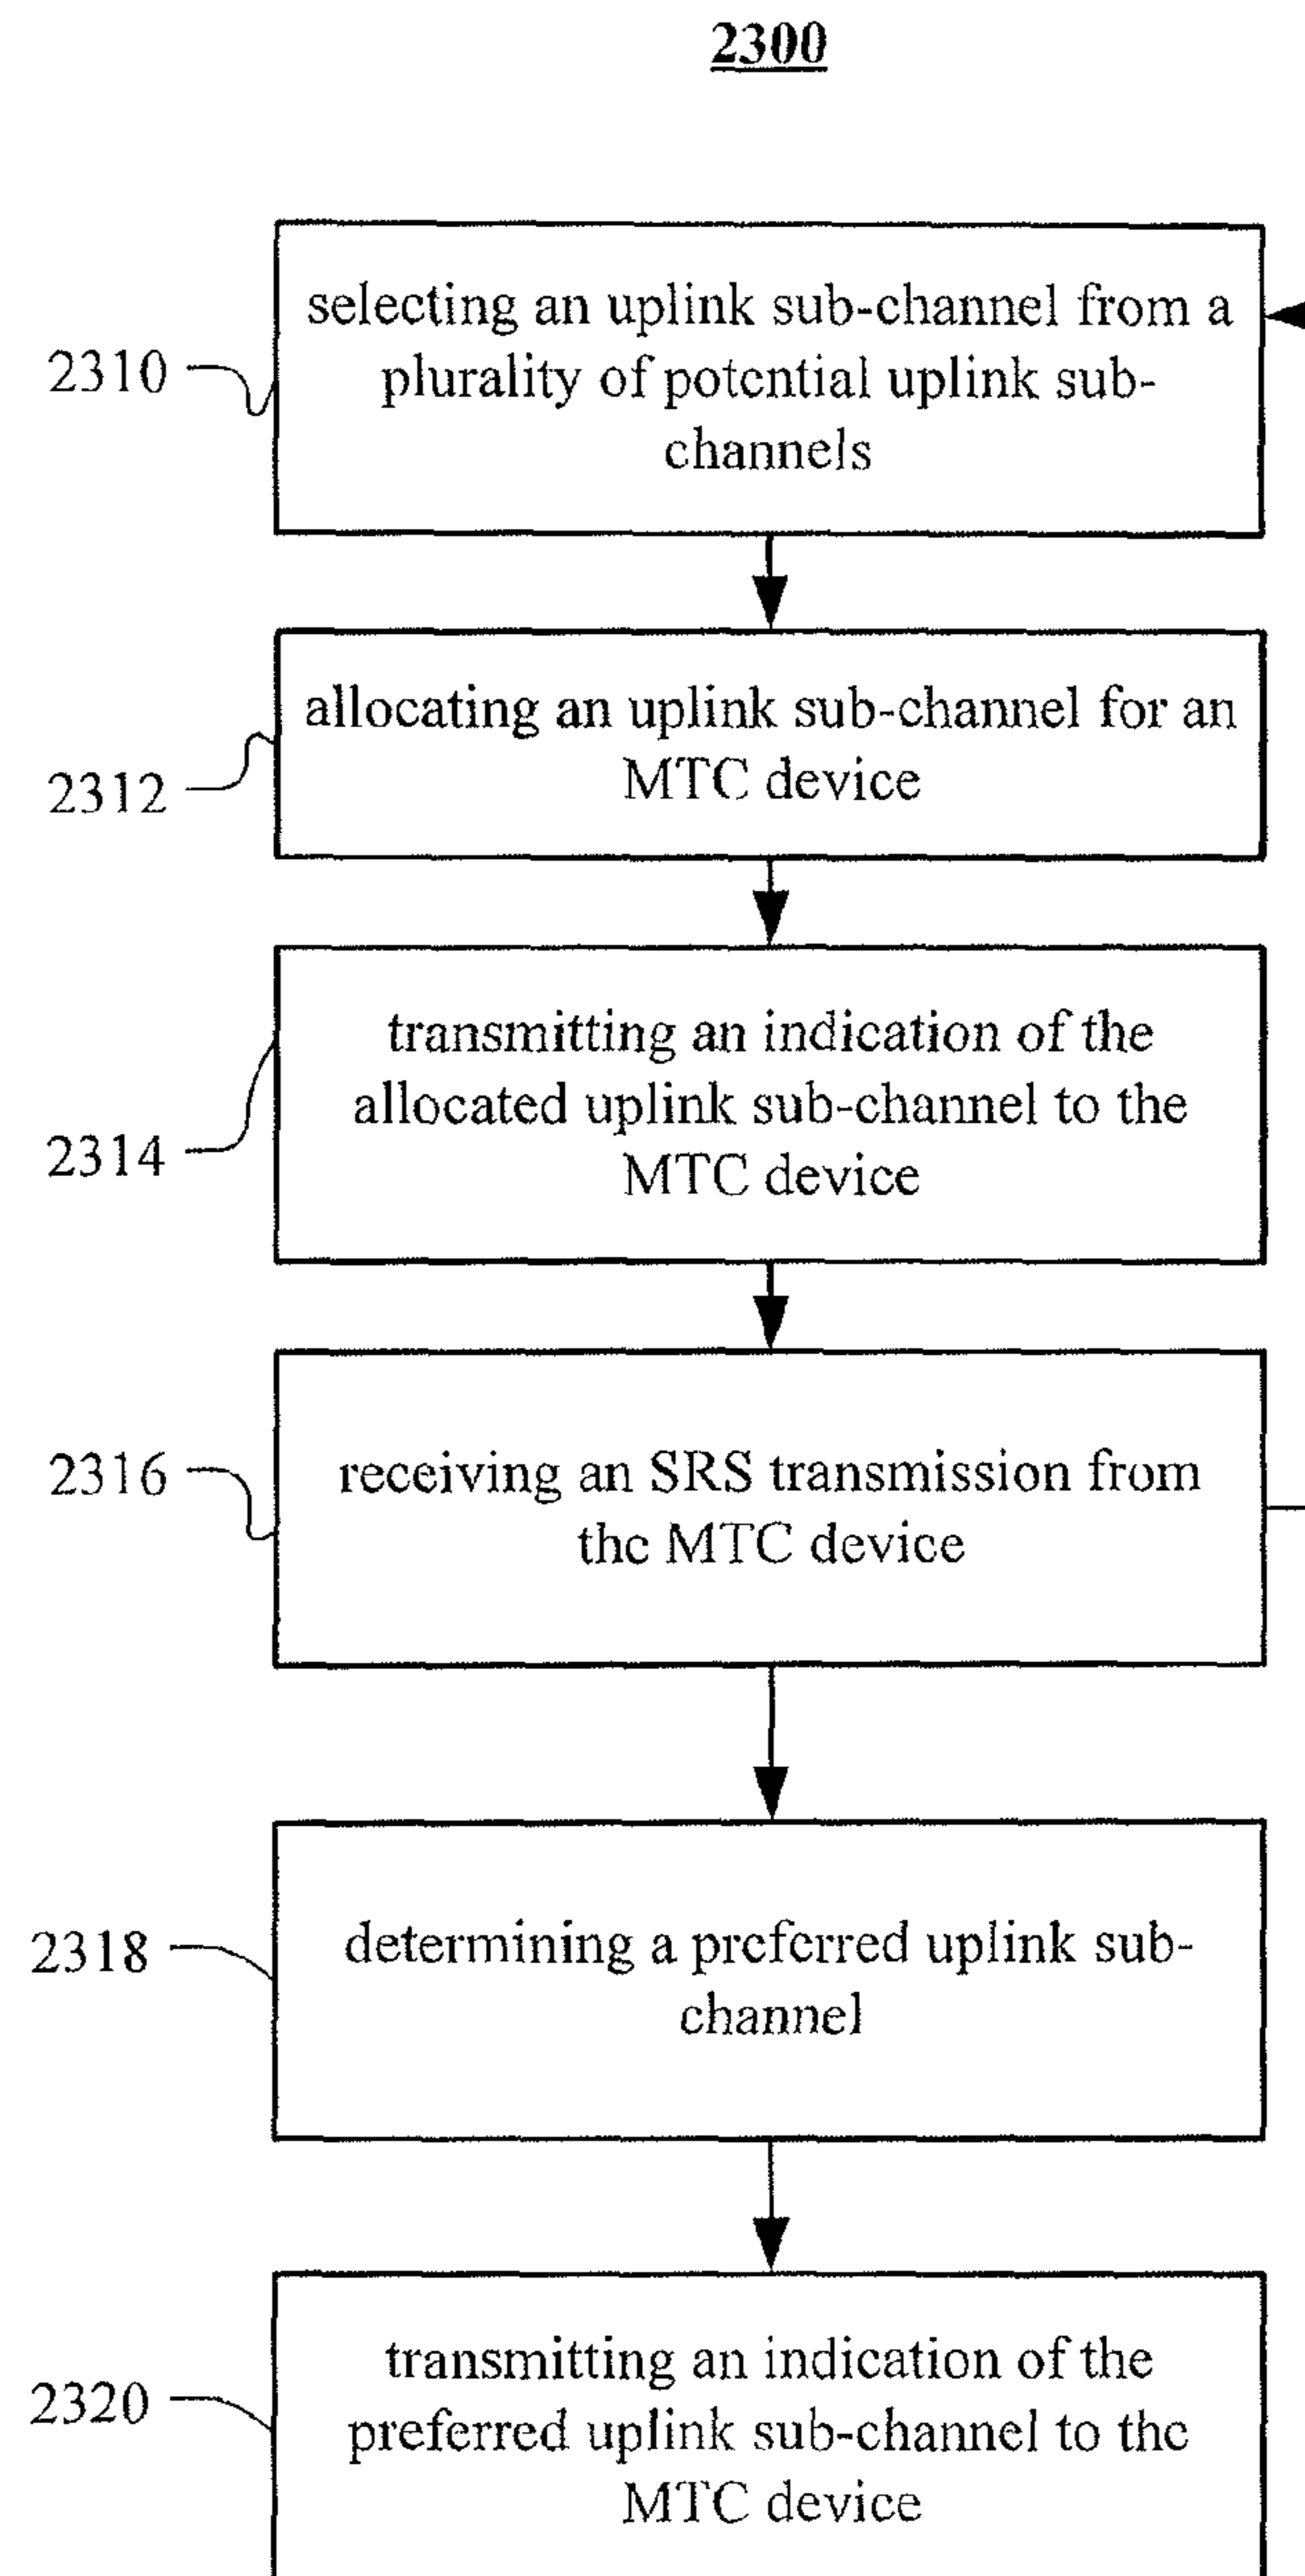 2300
selecting an uplink sub-channel from a
plurality of potential uplink sub-
channels
2310
allocating an uplink sub-channel for an
MTC device
2312
transmitting an indication of the
allocated uplink sub-channel to the
MTC device
2314
receiving an SRS transmission from
the MTC device
2316
determining a preferred uplink sub-
channel
2318
transmitting an indication of the
preferred uplink sub-channel to the
MTC device
2320